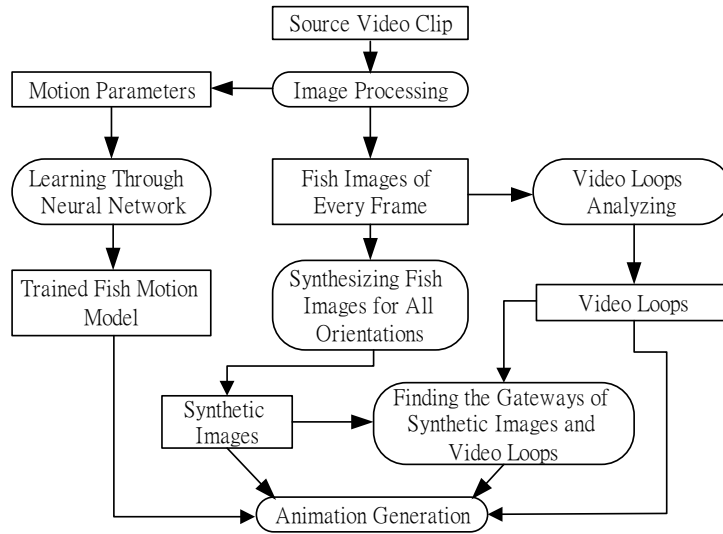 Source Video Clip
Motion Parameters
Image Processing
Learning Through
Neural Network
Fish Images of
Every Frame
Video Loops
Analyzing
Trained Fish Motion
Model
Synthesizing Fish
Images for All
Orientations
Video Loops
Synthetic
Images
Finding the Gateways of
Synthetic Images and
Video Loops
Animation Generation